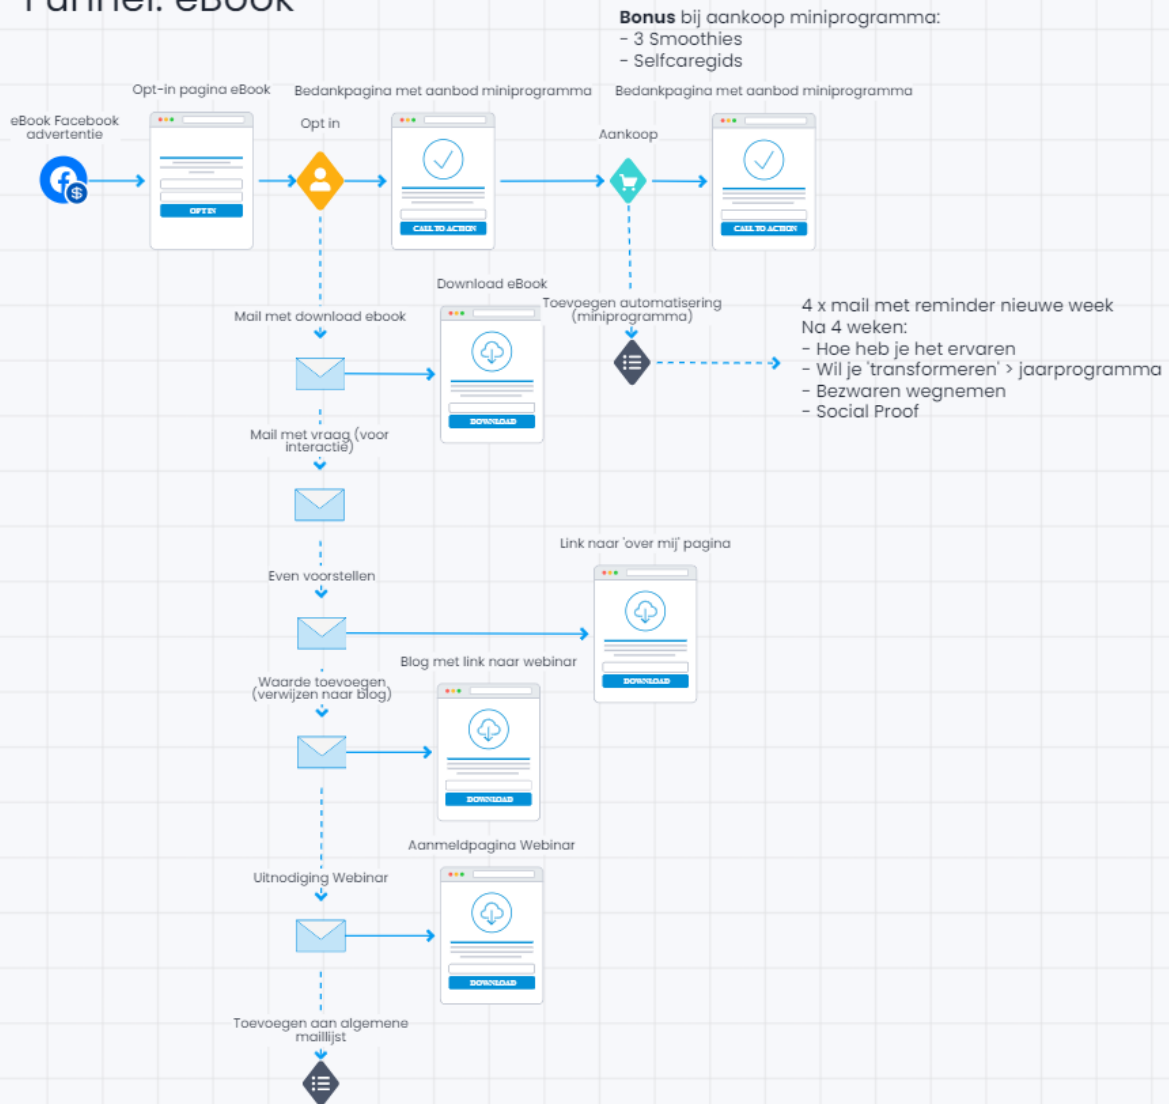 Funnel: eBook
Bonus bij aankoop miniprogramma:
- 3 Smoothies
- Selfcaregids
Opt-in pagina eBook
Bedankpagina met aanbod miniprogramma
Bedankpagina met aanbod miniprogramma
eBook Facebook
advertentie
Opt in
Aankoop
OPT IN
CALL TO ACTION
CALL TO ACTION
Download eBook
Mail met download ebook
Toevoegen automatisering
(miniprogramma)
4 x mail met reminder nieuwe week
Na 4 weken:
- Hoe heb je het ervaren
- Wil je 'transformeren' > jaarprogramma
- Bezwaren wegnemen
- Social Proof
DOWNLOAD
Mail met vraag (voor
interactie)
Link naar 'over mij' pagina
Even voorstellen
DOWNLOAD
Blog met link naar webinar
Waarde toevoegen
(verwijzen naar blog)
DOWNLOAD
Aanmeldpagina Webinar
Uitnodiging Webinar
DOWNLOAD
Toevoegen aan algemene
maillijst